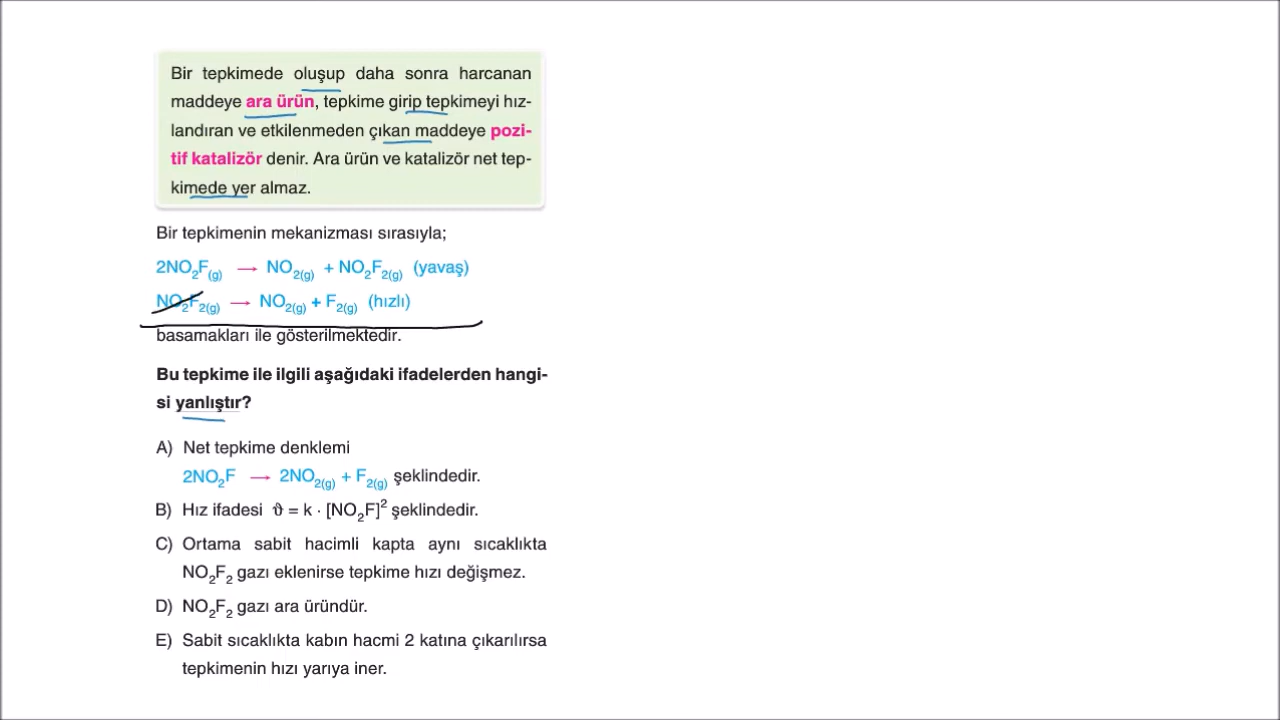 Bir tepkimede oluşup daha sonra harcanan
maddeye ara ürün, tepkime girip tepkimeyi hız-
landıran ve etkilenmeden çıkan maddeye pozi-
tif katalizör denir. Ara ürün ve katalizör net tep-
kimede yer almaz.
Bir tepkimenin mekanizması sırasıyla;
2NO₂F(g) → NO₂(g) + NO₂F₂(g) (yavaş)
NO₂F₂(g) → NO₂(g) + F₂(g) (hızlı)
basamakları ile gösterilmektedir.
Bu tepkime ile ilgili aşağıdaki ifadelerden hangi-
si yanlıştır?
A) Net tepkime denklemi
2NO₂F → 2NO₂(g) + F₂(g) şeklindedir.
B) Hız ifadesi ϑ = k · [NO₂F]² şeklindedir.
C) Ortama sabit hacimli kapta aynı sıcaklıkta
NO₂F₂ gazı eklenirse tepkime hızı değişmez.
D) NO₂F₂ gazı ara üründür.
E) Sabit sıcaklıkta kabın hacmi 2 katına çıkarılırsa
tepkimenin hızı yarıya iner.